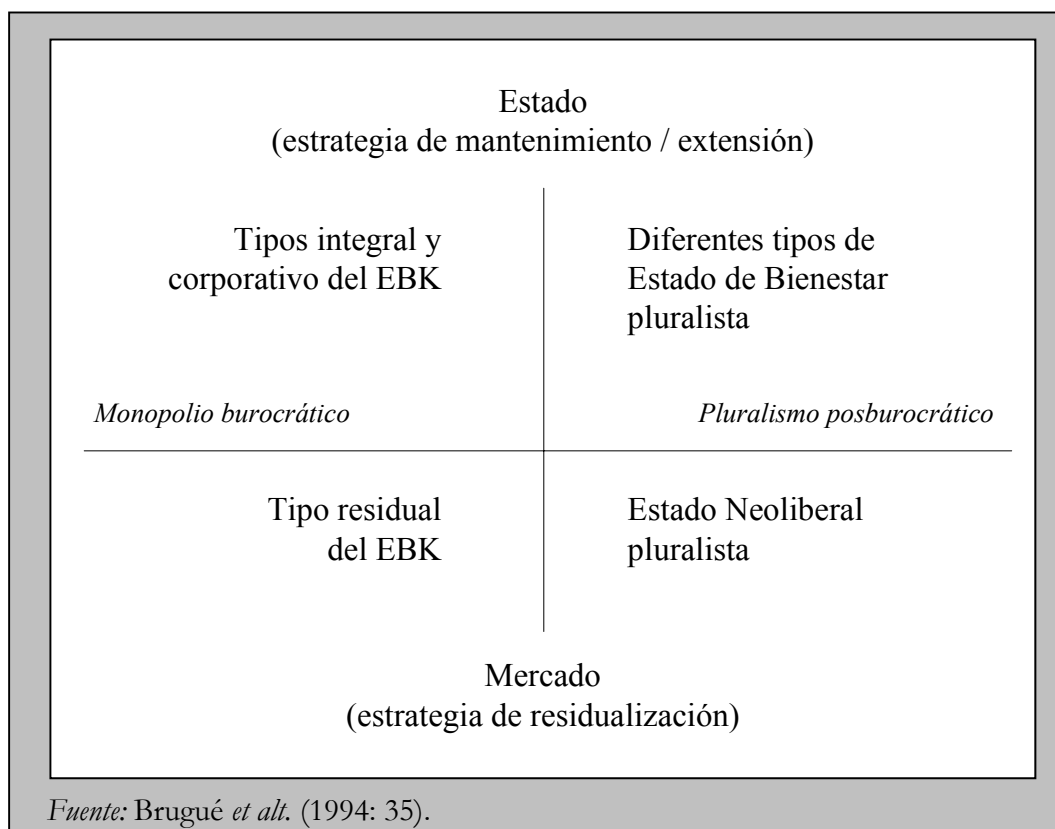 Estado
(estrategia de mantenimiento / extensión)
Tipos integral y
corporativo del EBK
Diferentes tipos de
Estado de Bienestar
pluralista
Monopolio burocrático
Pluralismo posburocrático
Tipo residual
del EBK
Estado Neoliberal
pluralista
Mercado
(estrategia de residualización)
Fuente: Brugué et alt. (1994: 35).